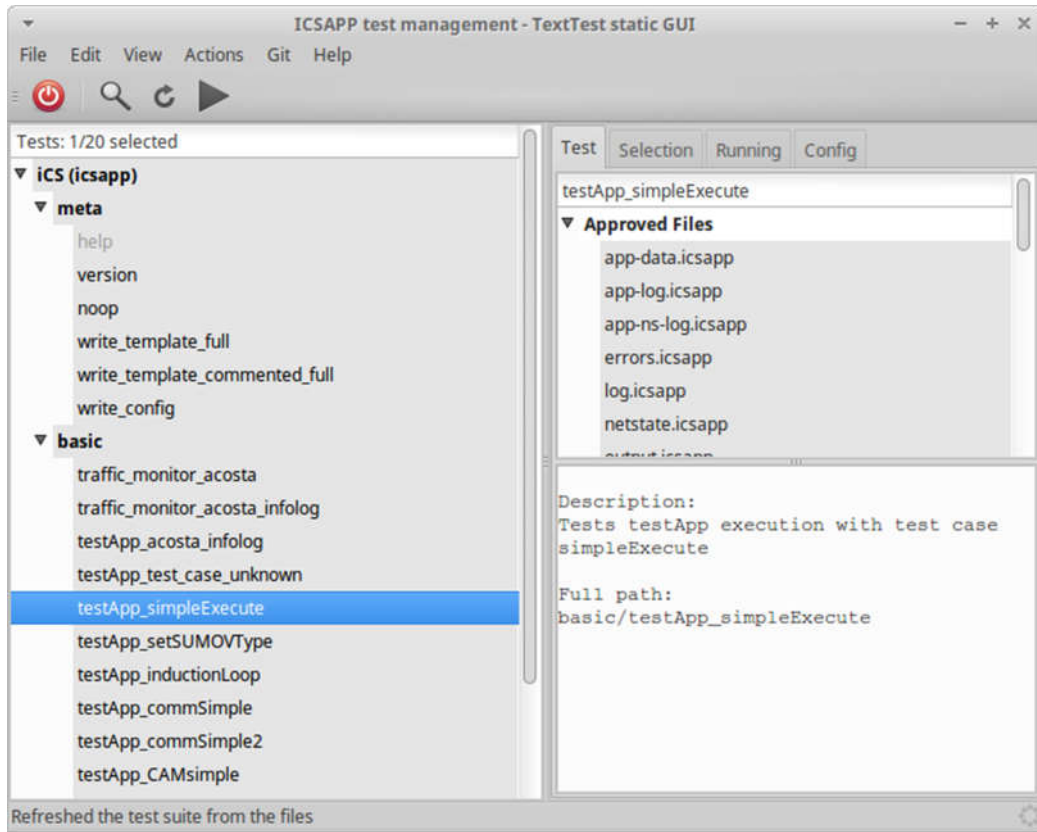 ICSAPP test management - TextTest static GUI
File Edit View Actions Git Help
Tests: 1/20 selected
iCS (icsapp)
meta
help
version
noop
write_template_full
write_template_commented_full
write_config
basic
traffic_monitor_acosta
traffic_monitor_acosta_infolog
testApp_acosta_infolog
testApp_test_case_unknown
testApp_simpleExecute
testApp_setSUMOVType
testApp_inductionLoop
testApp_commSimple
testApp_commSimple2
testApp_CAMsimple
Test Selection Running Config
testApp_simpleExecute
Approved Files
app-data.icsapp
app-log.icsapp
app-ns-log.icsapp
errors.icsapp
log.icsapp
netstate.icsapp
output.icsapp
Description:
Tests testApp execution with test case
simpleExecute
Full path:
basic/testApp_simpleExecute
Refreshed the test suite from the files